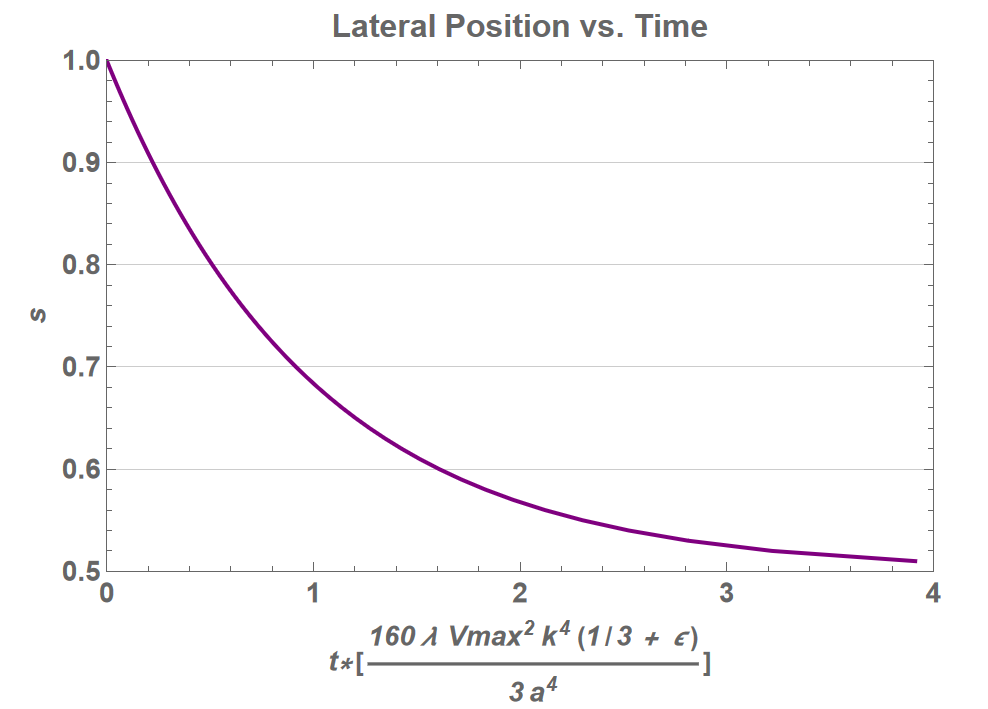 Lateral Position vs. Time
1.0
0.9
0.8
0.7
0.6
0.5
s
0 1 2 3 4
160 λ Vmax² k⁴ (1/3 + ϵ)
t*[ ]
3 a⁴